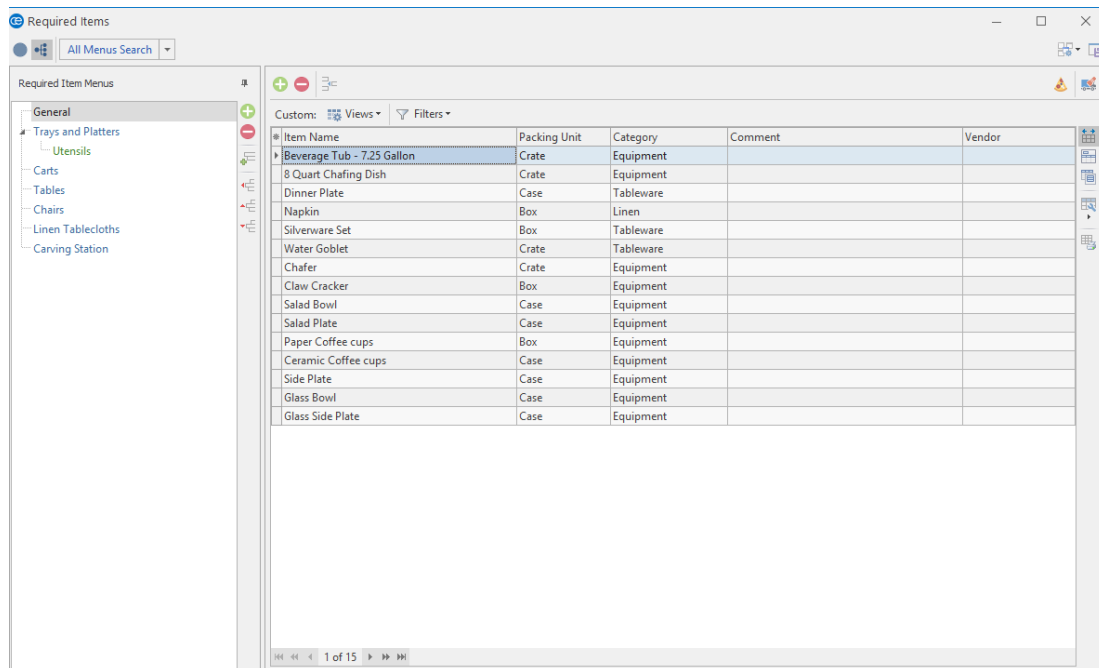 Required Items
All Menus Search
Required Item Menus
General
Trays and Platters
Utensils
Carts
Tables
Chairs
Linen Tablecloths
Carving Station
Custom: Views Filters
Item Name Packing Unit Category Comment Vendor
Beverage Tub - 7.25 Gallon Crate Equipment
8 Quart Chafing Dish Crate Equipment
Dinner Plate Case Tableware
Napkin Box Linen
Silverware Set Box Tableware
Water Goblet Crate Tableware
Chafer Crate Equipment
Claw Cracker Box Equipment
Salad Bowl Case Equipment
Salad Plate Case Equipment
Paper Coffee cups Box Equipment
Ceramic Coffee cups Case Equipment
Side Plate Case Equipment
Glass Bowl Case Equipment
Glass Side Plate Case Equipment
1 of 15